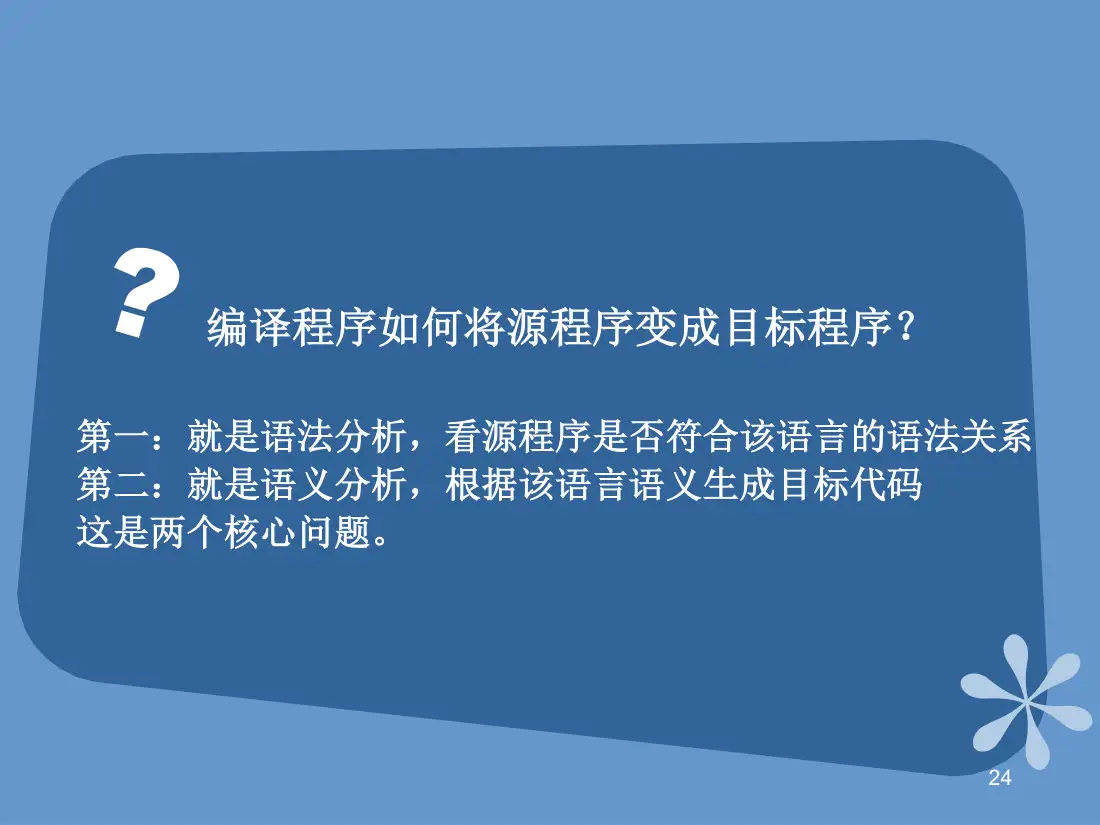 ?
编译程序如何将源程序变成目标程序？
第一：就是语法分析，看源程序是否符合该语言的语法关系
第二：就是语义分析，根据该语言语义生成目标代码
这是两个核心问题。
24